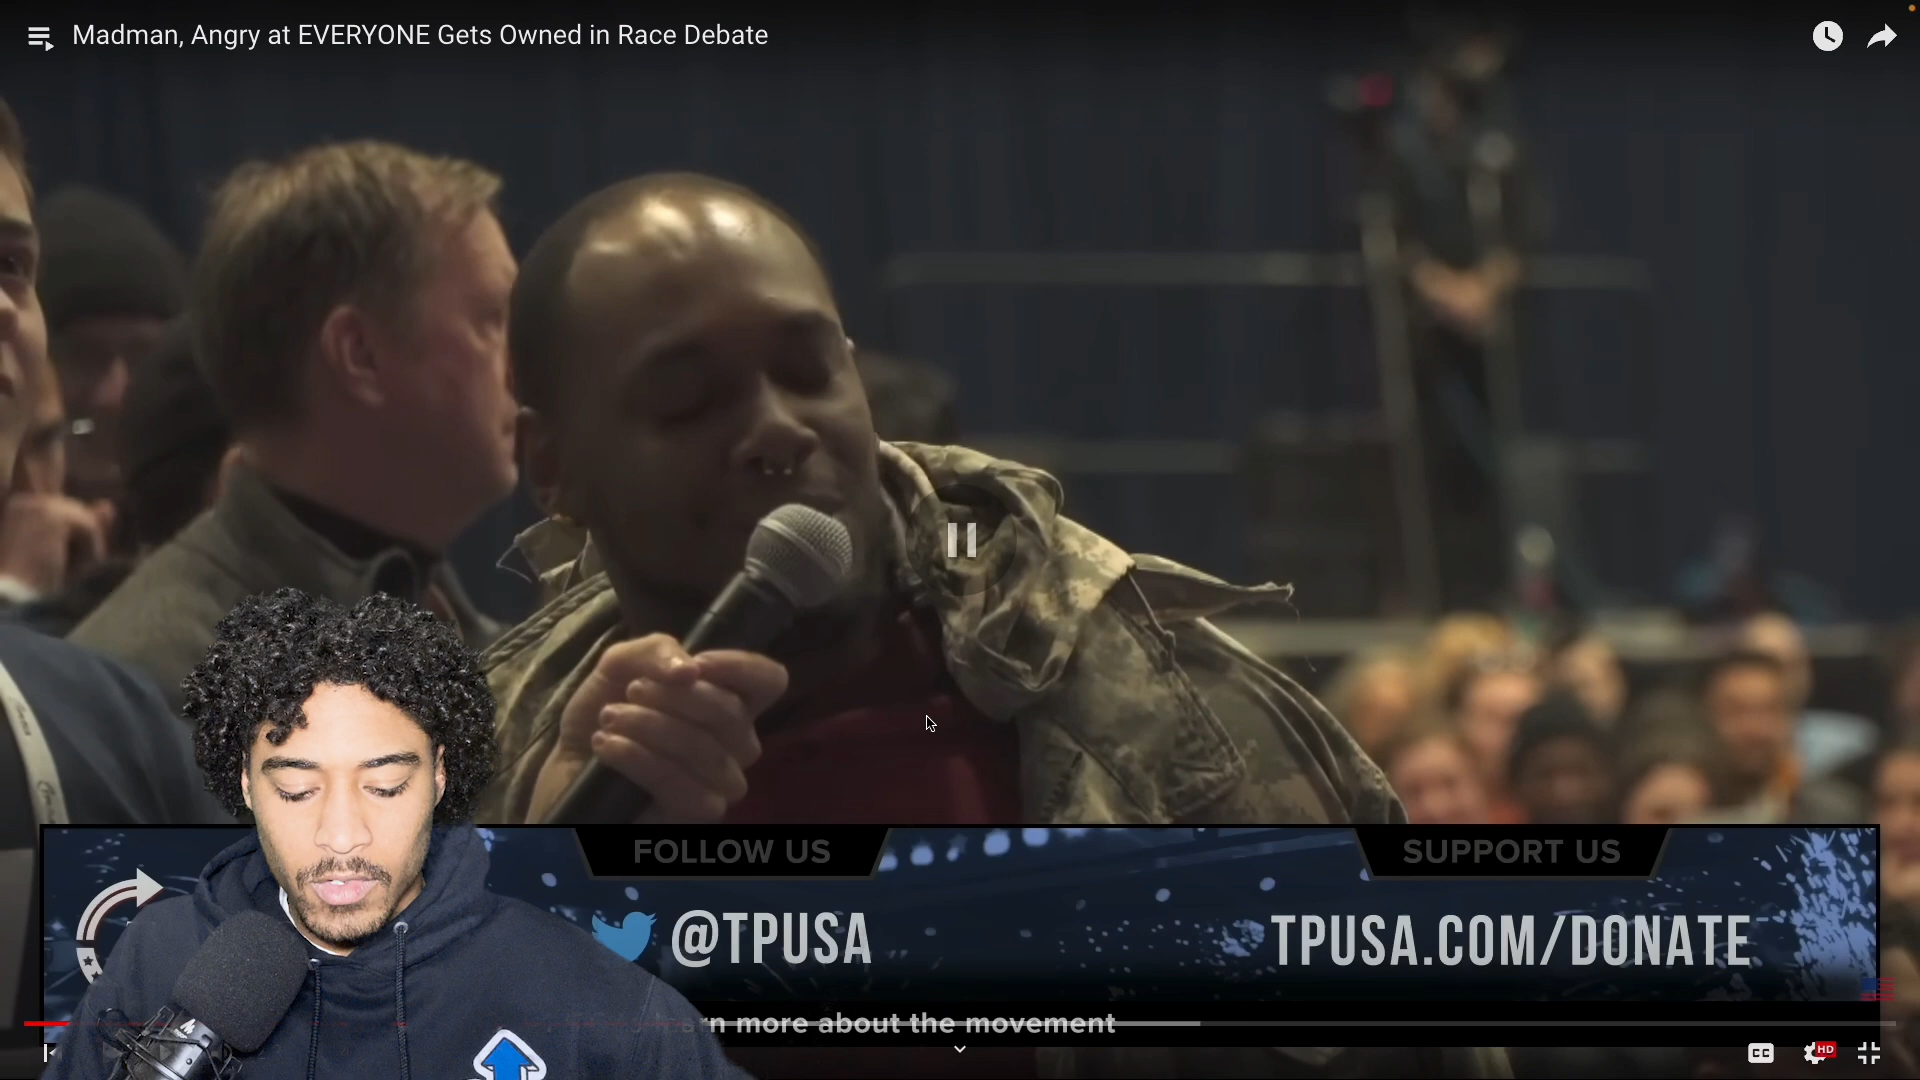 Madman, Angry at EVERYONE Gets Owned in Race Debate
FOLLOW US
SUPPORT US
@TPUSA
TPUSA.COM/DONATE
more about the movement
CC
HD